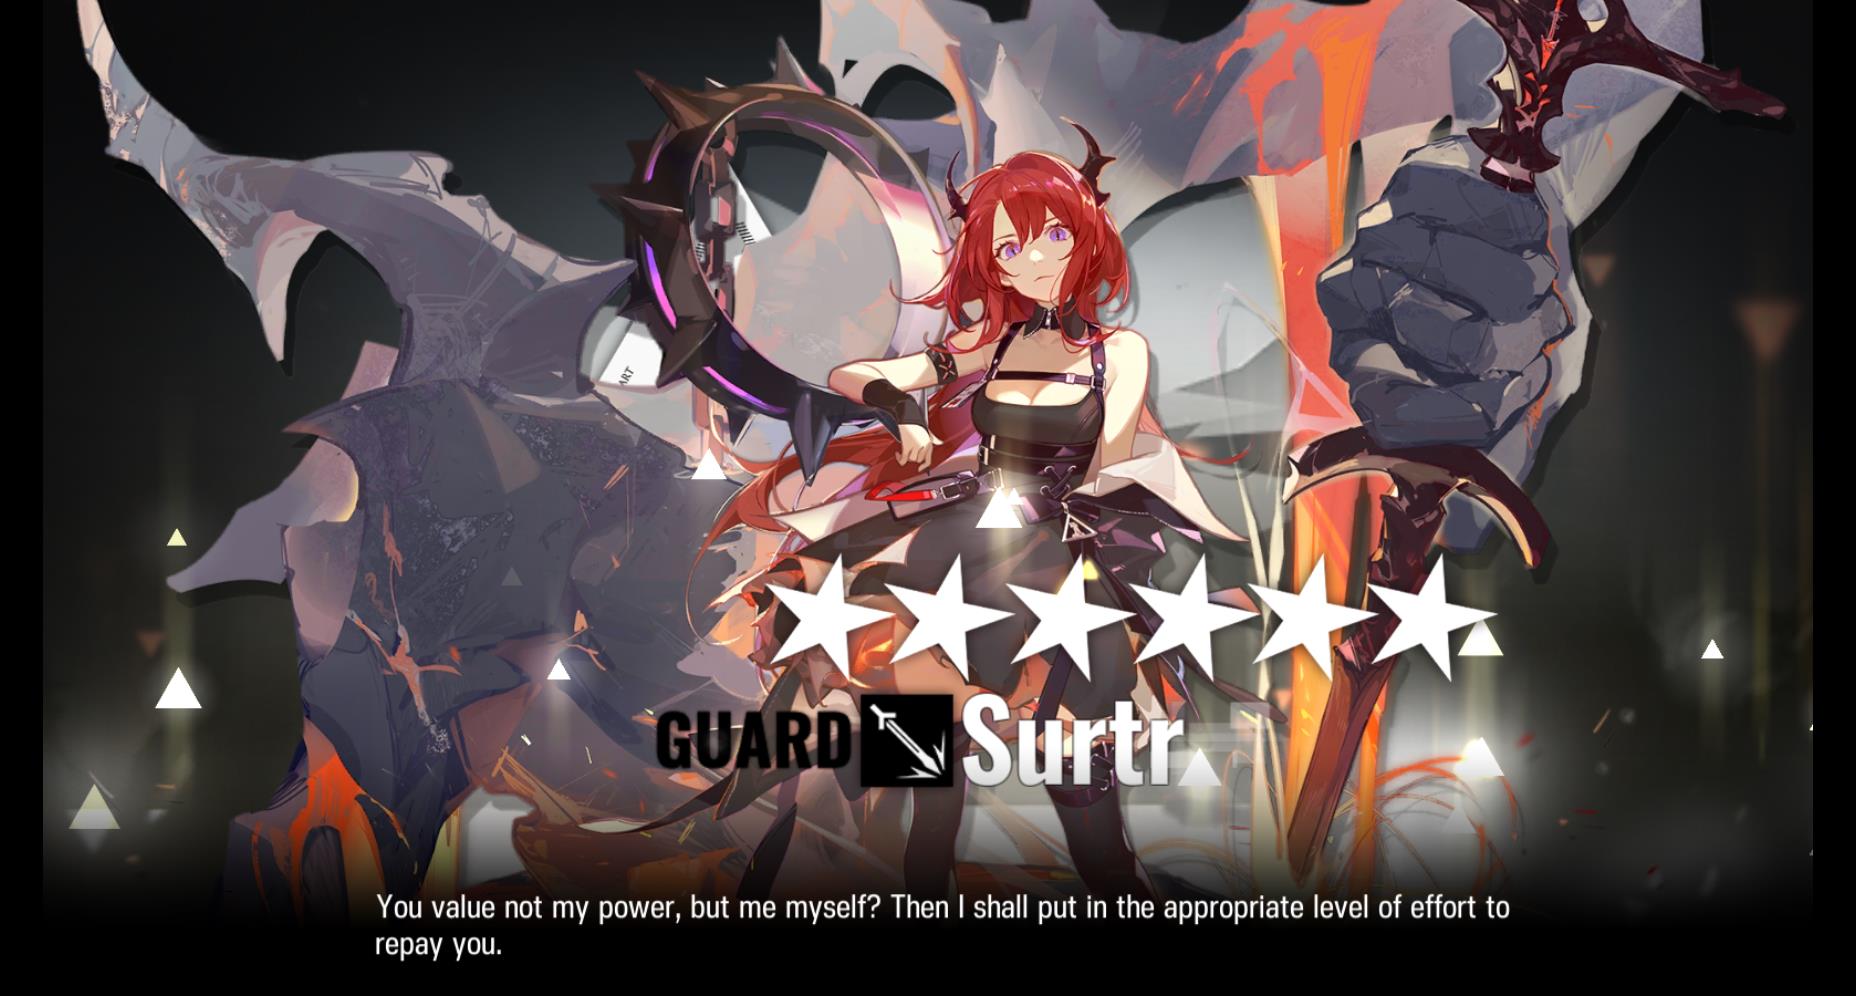 ART
GUARD Surtr
You value not my power, but me myself? Then I shall put in the appropriate level of effort to
repay you.